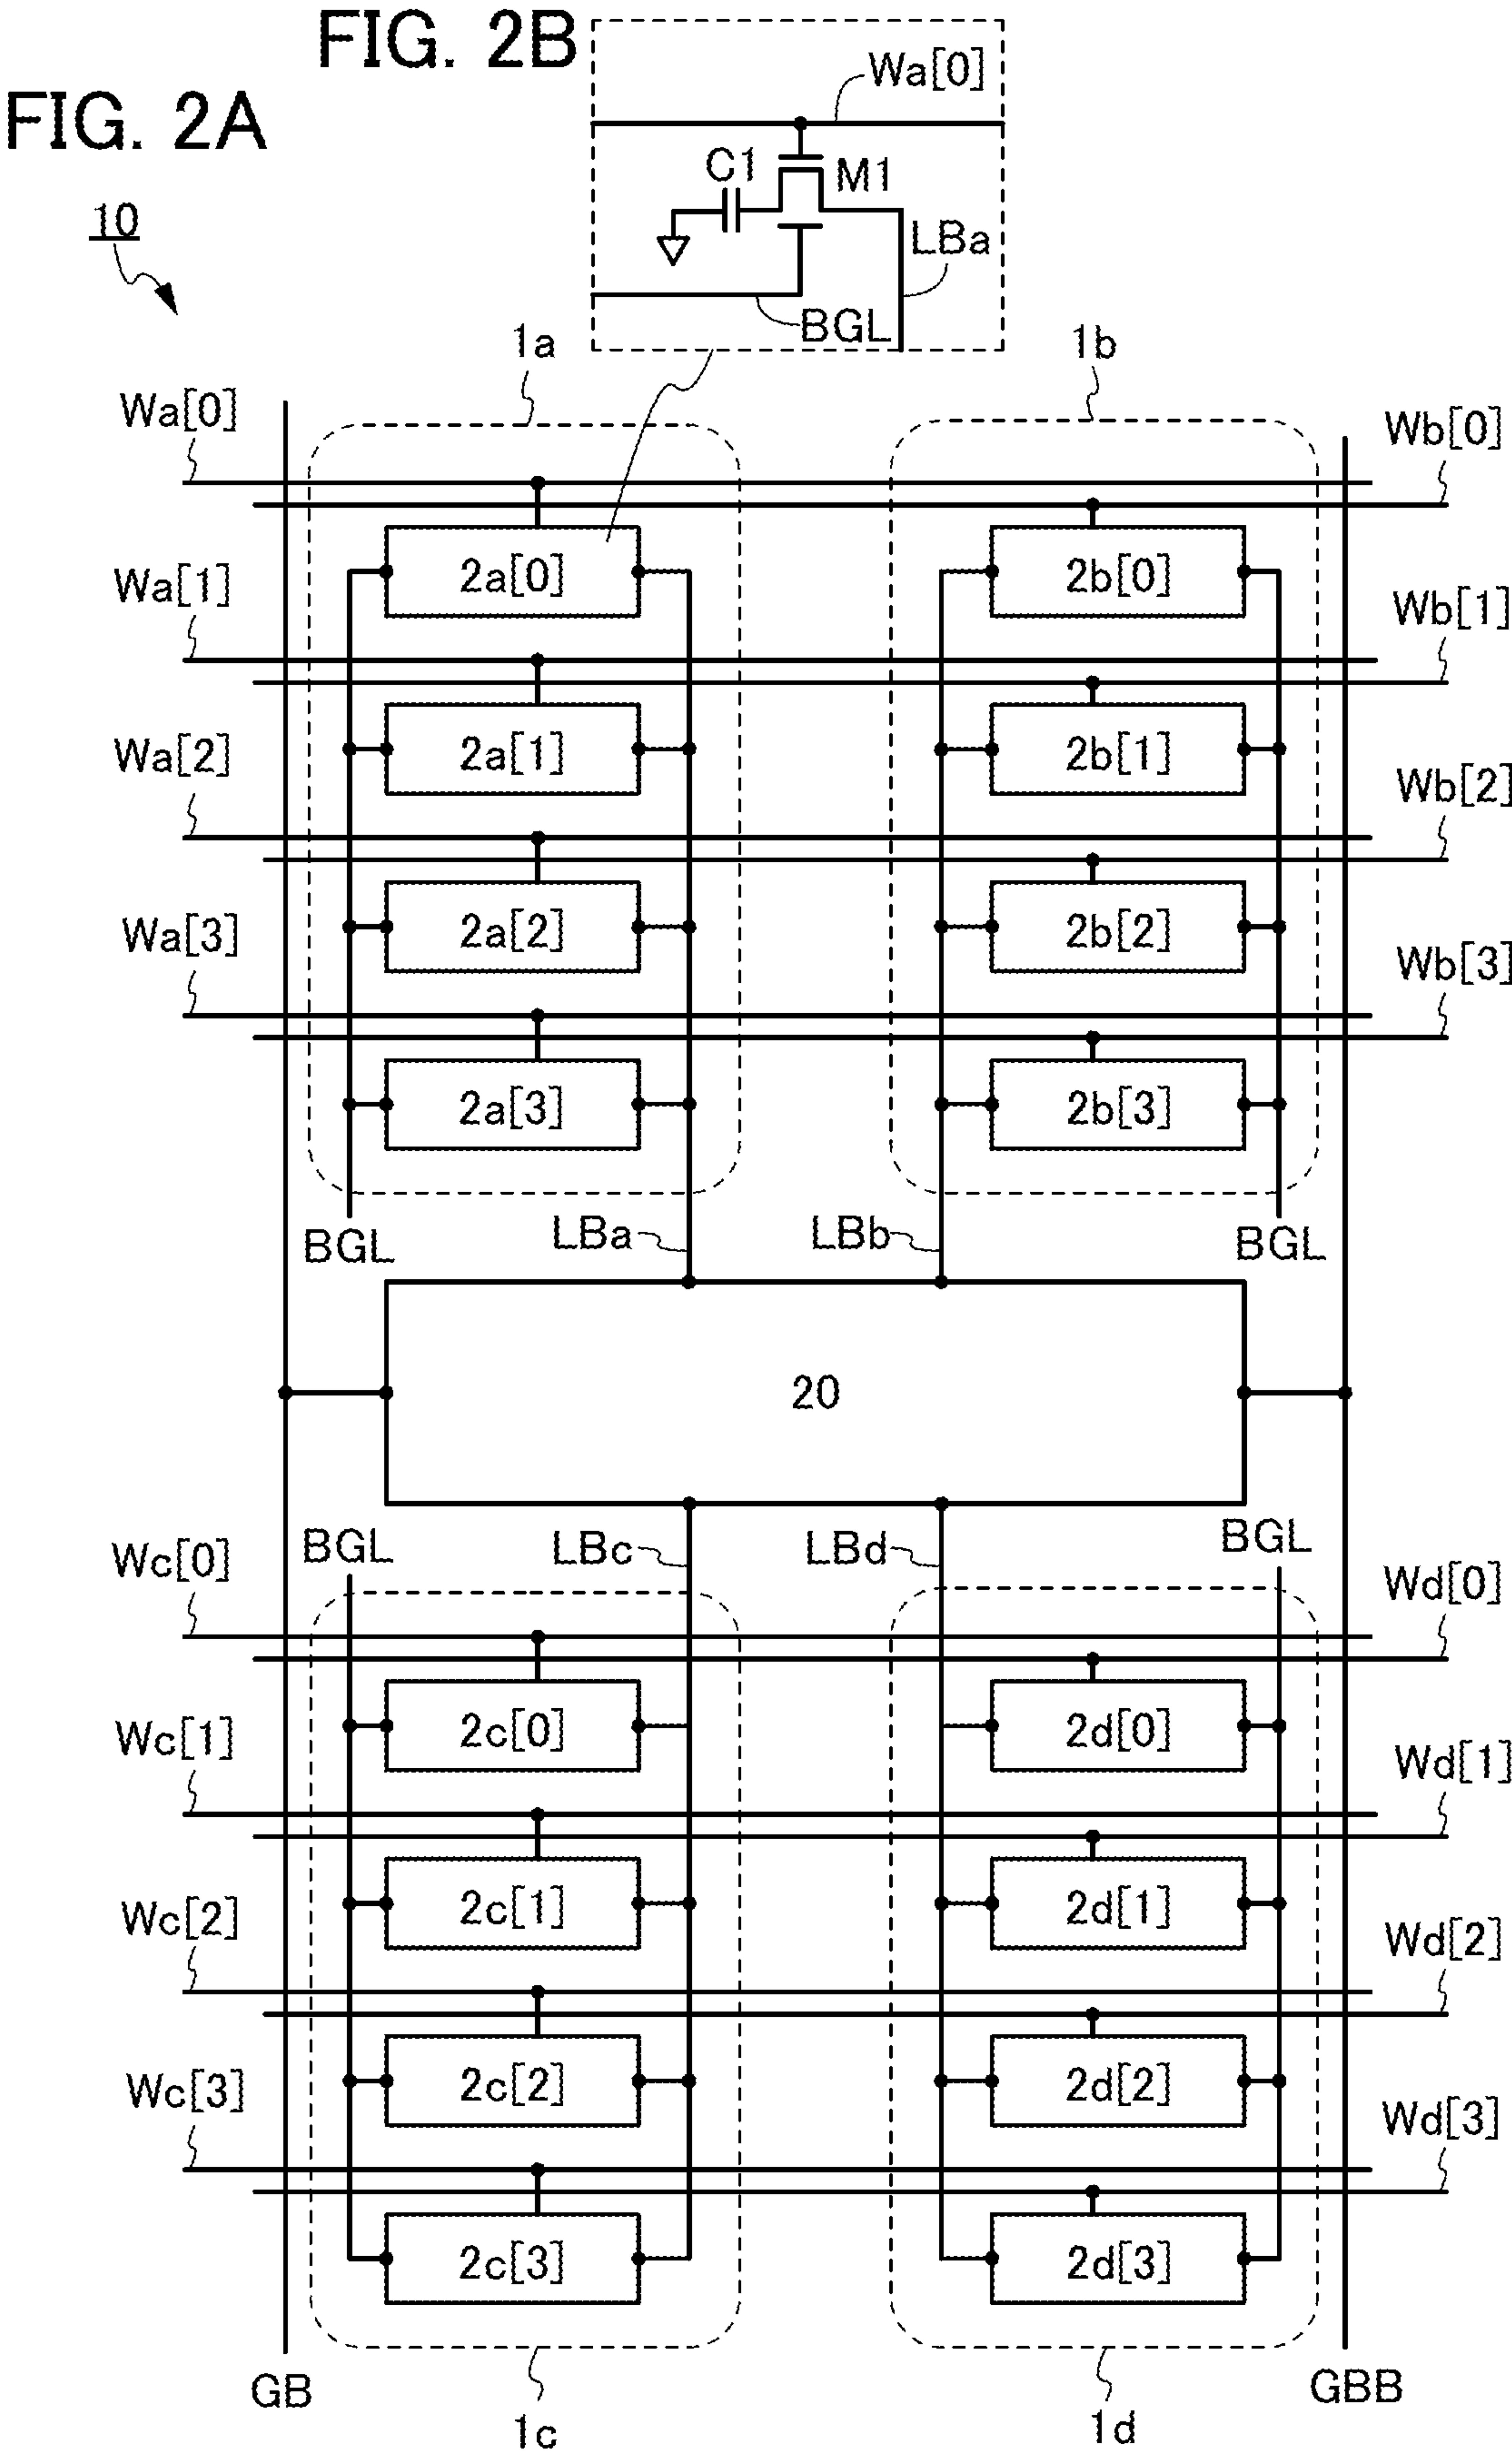 FIG. 2B
FIG. 2A
Wa[0]
C1
M1
10
LBa
BGL
1a
1b
Wa[0]
Wb[0]
2a[0]
2b[0]
Wa[1]
Wb[1]
2a[1]
2b[1]
Wa[2]
Wb[2]
2a[2]
2b[2]
Wa[3]
Wb[3]
2a[3]
2b[3]
BGL
LBa
LBb
BGL
20
BGL
LBc
LBd
BGL
Wc[0]
Wd[0]
2c[0]
2d[0]
Wc[1]
Wd[1]
2c[1]
2d[1]
Wc[2]
Wd[2]
2c[2]
2d[2]
Wc[3]
Wd[3]
2c[3]
2d[3]
GB
GBB
1c
1d